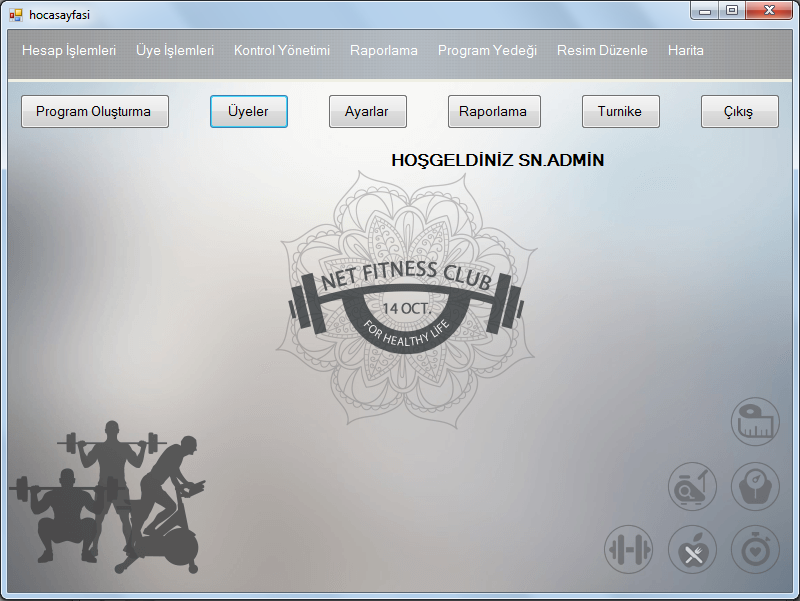 hocasayfasi
Hesap İşlemleri Üye İşlemleri Kontrol Yönetimi Raporlama Program Yedeği Resim Düzenle Harita
Program Oluşturma Üyeler Ayarlar Raporlama Turnike Çıkış
HOŞGELDİNİZ SN.ADMİN
NET FITNESS CLUB
14 OCT.
FOR HEALTHY LIFE